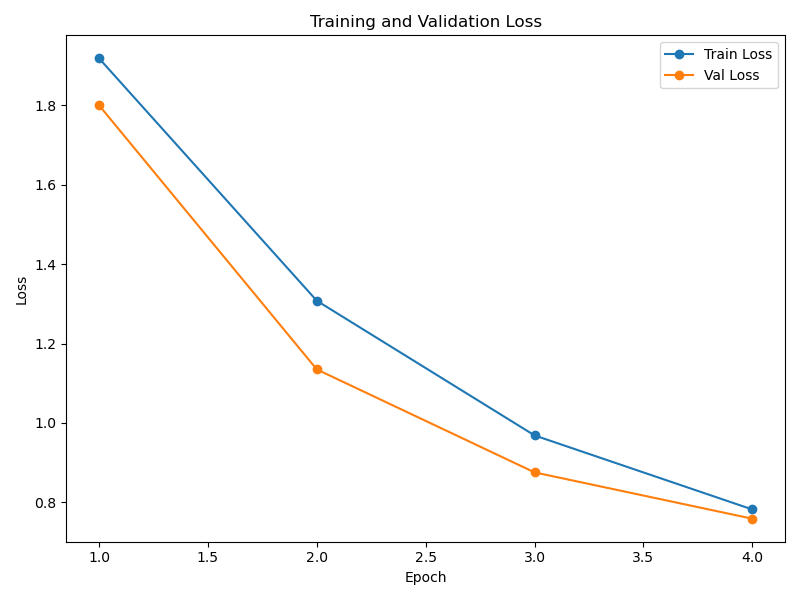 Training and Validation Loss
Train Loss
Val Loss
Loss
1.8
1.6
1.4
1.2
1.0
0.8
1.0 1.5 2.0 2.5 3.0 3.5 4.0
Epoch